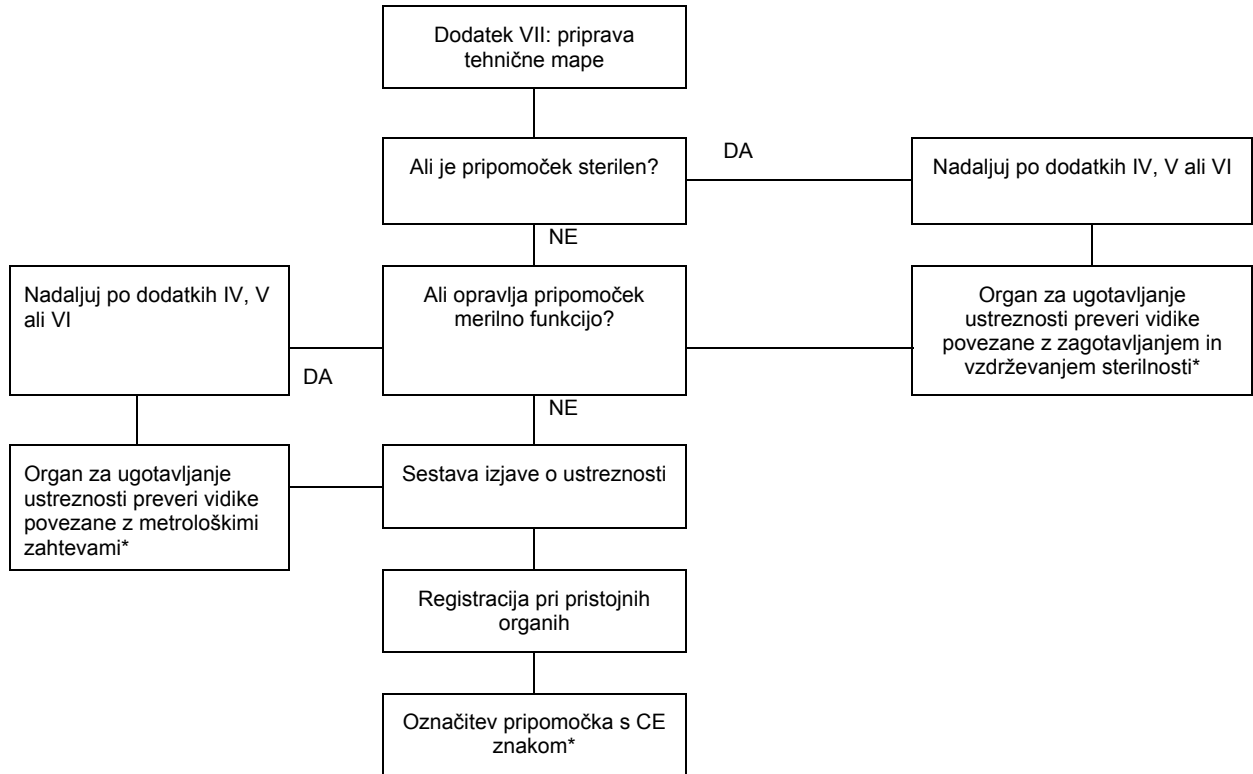 Dodatek VII: priprava
tehnične mape
Ali je pripomoček sterilen?
DA
Nadaljuj po dodatkih IV, V ali VI
NE
Nadaljuj po dodatkih IV, V
ali VI
Ali opravlja pripomoček
merilno funkcijo?
Organ za ugotavljanje
ustreznosti preveri vidike
povezane z zagotavljanjem in
vzdrževanjem sterilnosti*
DA
NE
Organ za ugotavljanje
ustreznosti preveri vidike
povezane z metrološkimi
zahtevami*
Sestava izjave o ustreznosti
Registracija pri pristojnih
organih
Označitev pripomočka s CE
znakom*